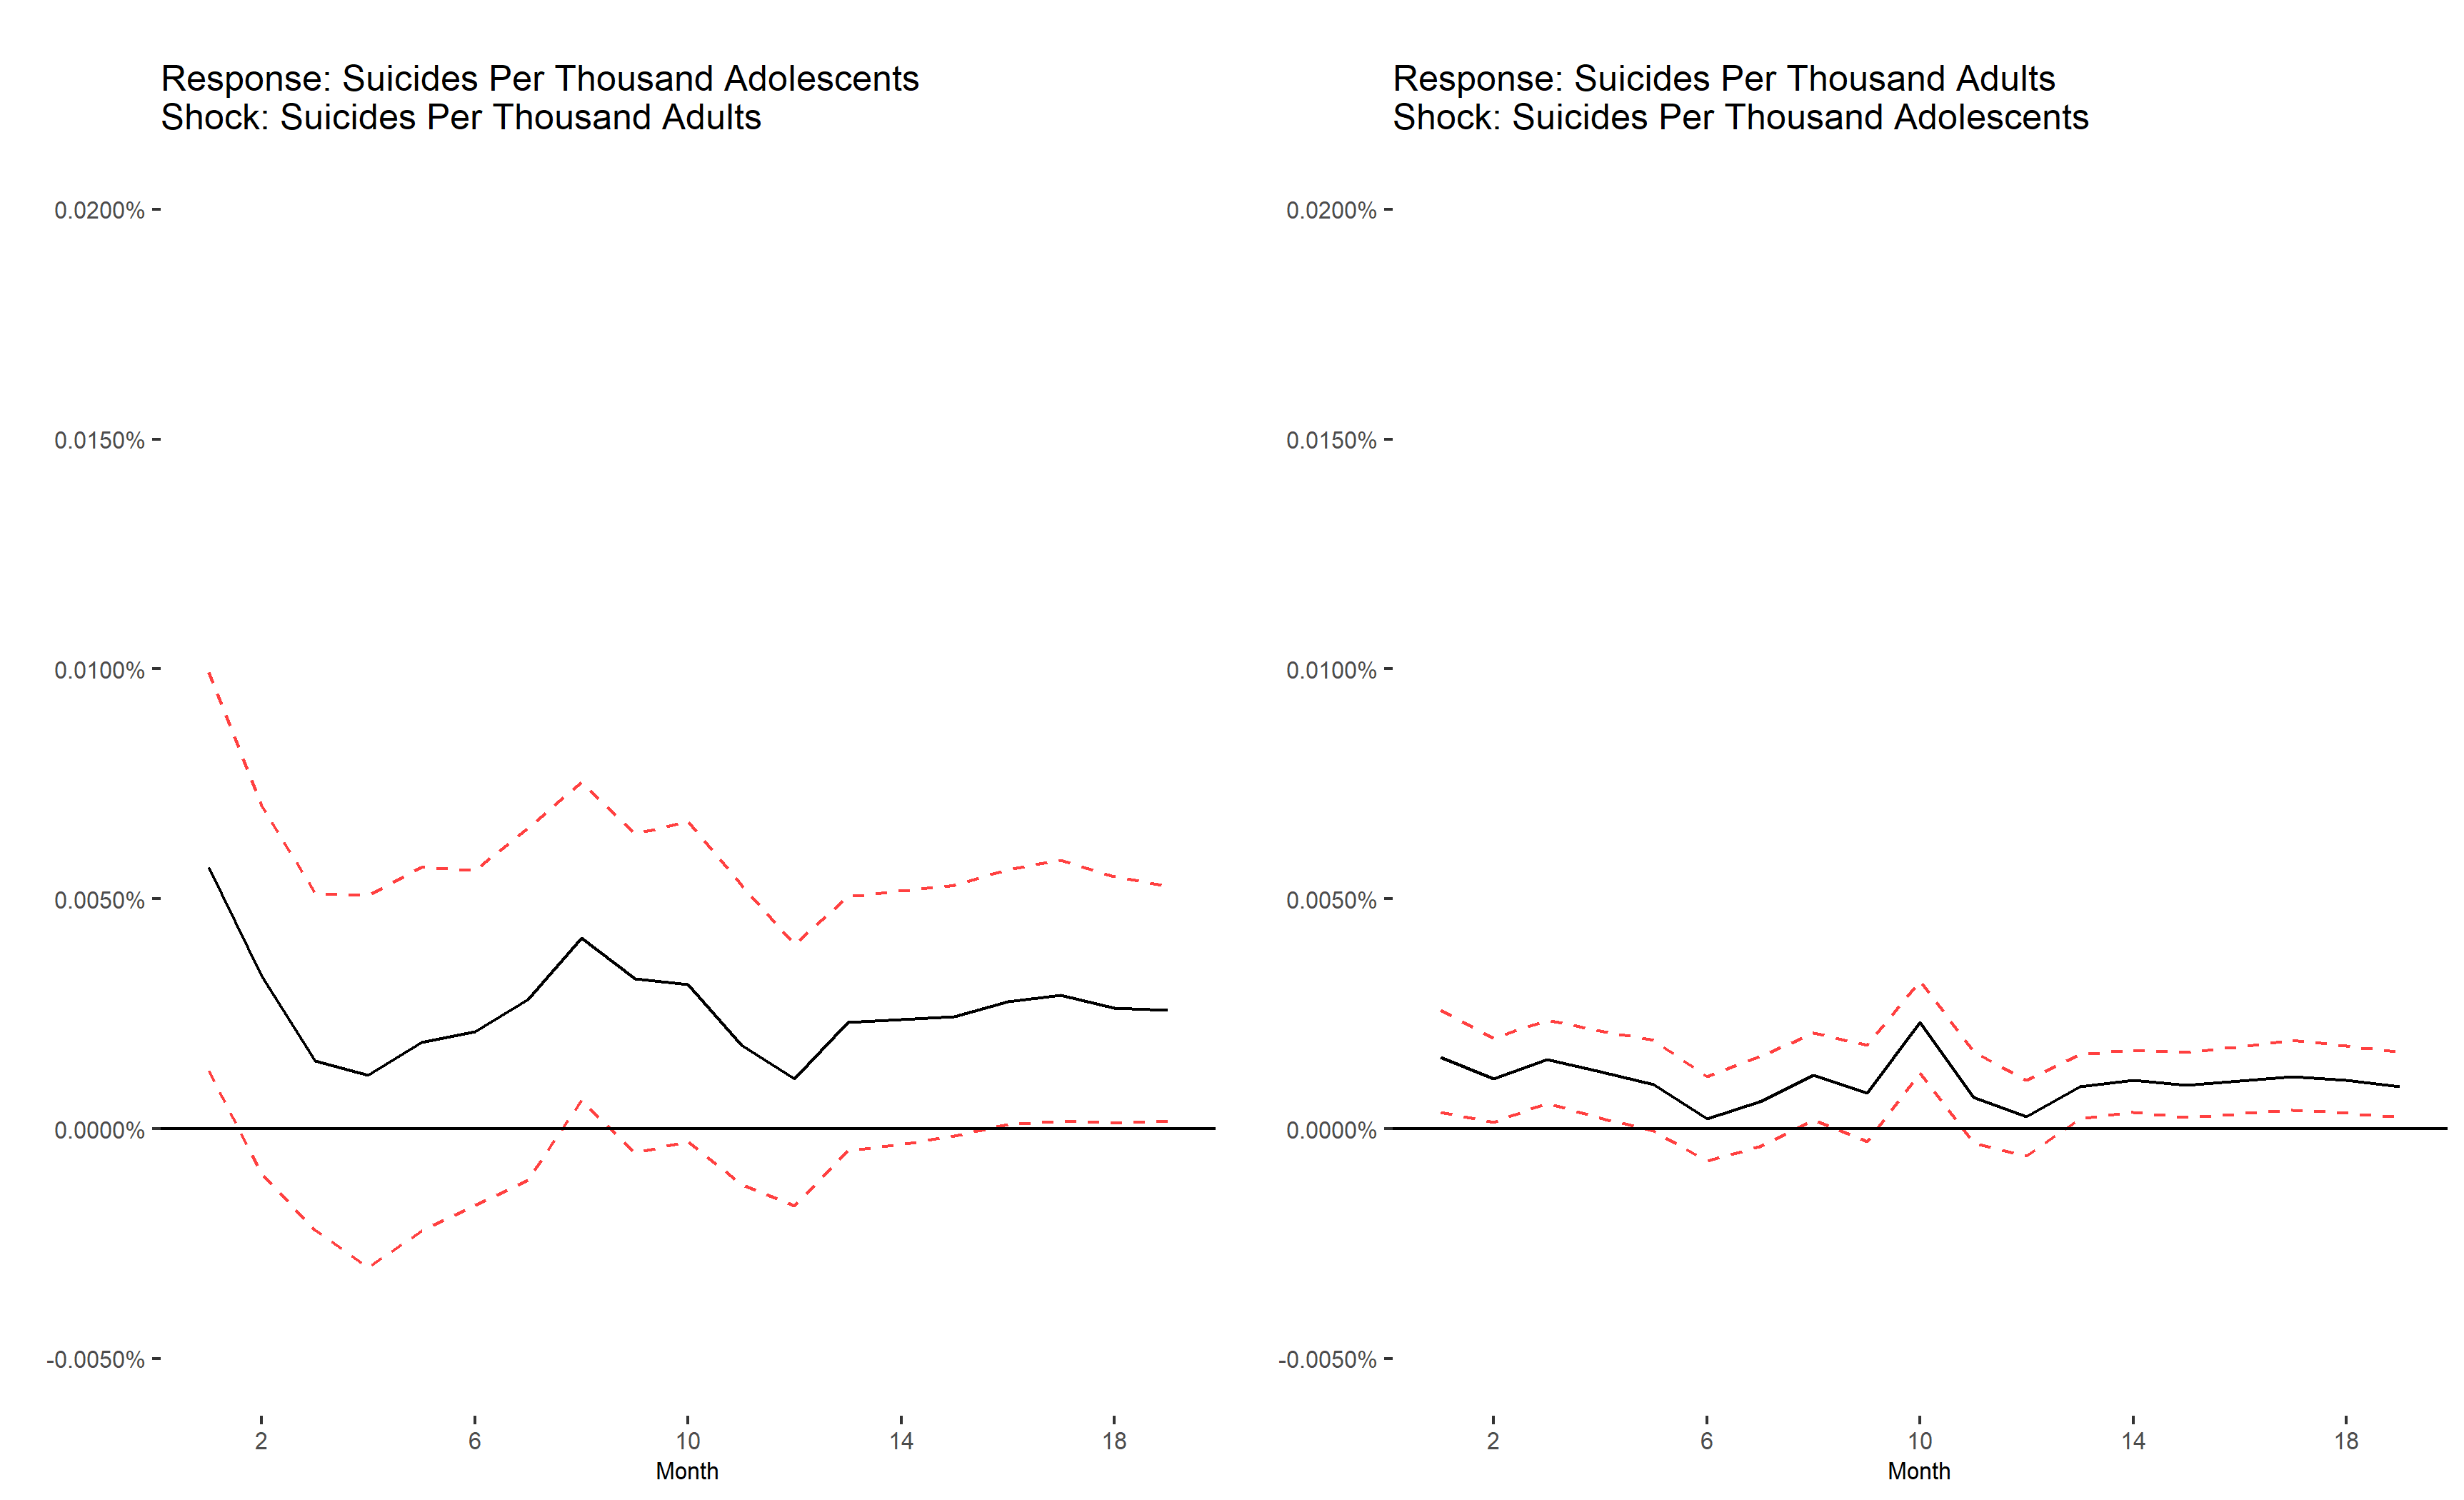 Response: Suicides Per Thousand Adolescents
Shock: Suicides Per Thousand Adults
0.0200%
0.0150%
0.0100%
0.0050%
0.0000%
-0.0050%
2 6 10 14 18
Month
Response: Suicides Per Thousand Adults
Shock: Suicides Per Thousand Adolescents
0.0200%
0.0150%
0.0100%
0.0050%
0.0000%
-0.0050%
2 6 10 14 18
Month